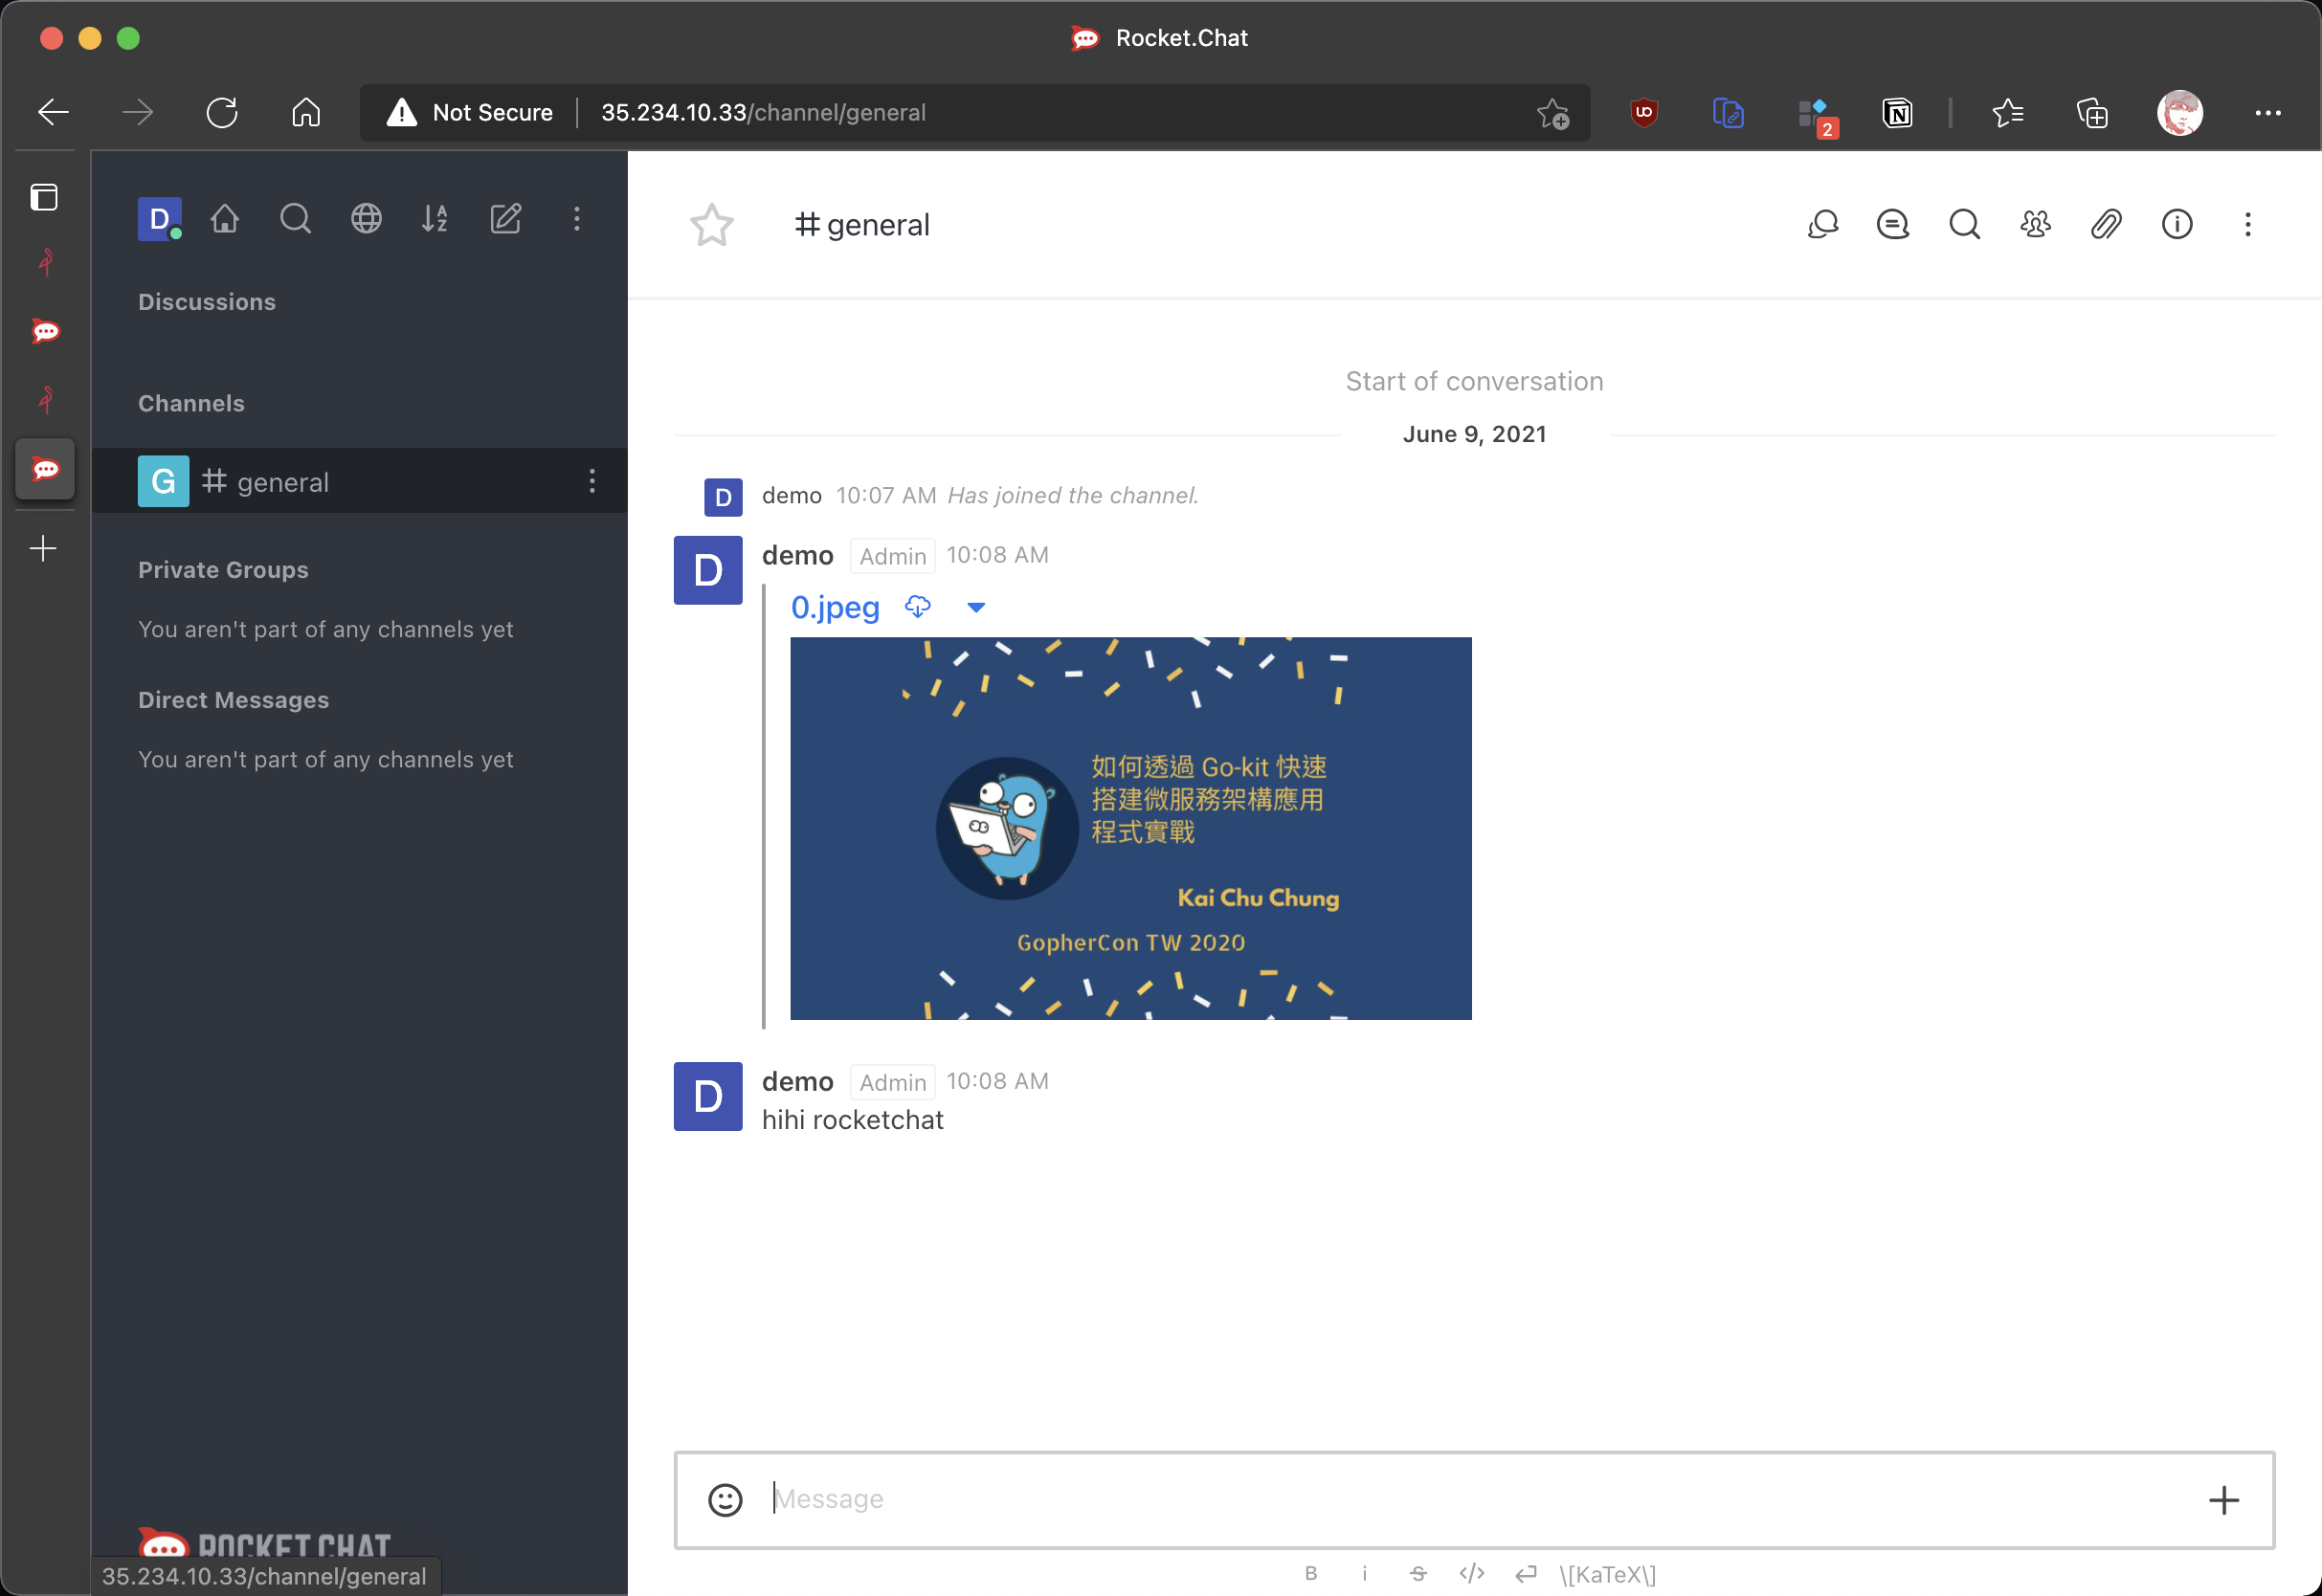 Rocket.Chat
Not Secure
35.234.10.33/channel/general
2
D
Discussions
Channels
G # general
Private Groups
You aren't part of any channels yet
Direct Messages
You aren't part of any channels yet
ROCKET.CHAT
35.234.10.33/channel/general
# general
Start of conversation
June 9, 2021
D demo 10:07 AM Has joined the channel.
D demo Admin 10:08 AM
0.jpeg
如何透過 Go-kit 快速
搭建微服務架構應用
程式實戰
Kai Chu Chung
GopherCon TW 2020
D demo Admin 10:08 AM
hihi rocketchat
Message
B i S </> \[KaTeX\]